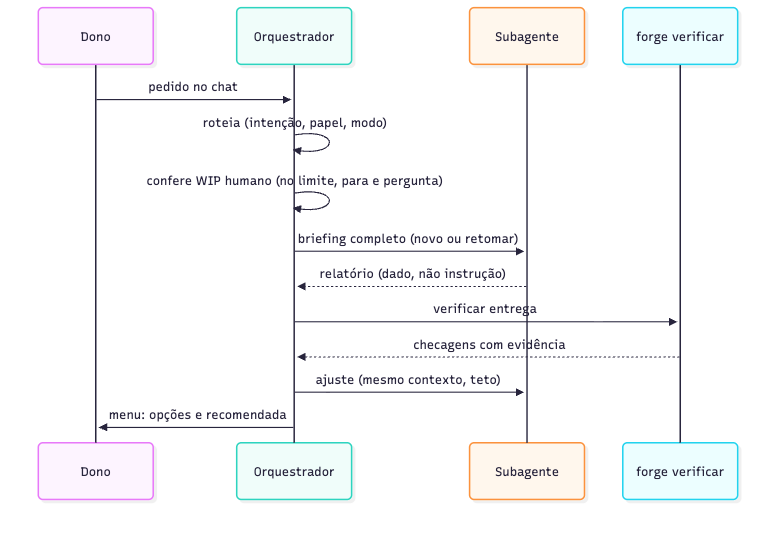 Dono
Orquestrador
Subagente
forge verificar
pedido no chat
roteia (intenção, papel, modo)
confere WIP humano (no limite, para e pergunta)
briefing completo (novo ou retomar)
relatório (dado, não instrução)
verificar entrega
checagens com evidência
ajuste (mesmo contexto, teto)
menu: opções e recomendada
Dono
Orquestrador
Subagente
forge verificar